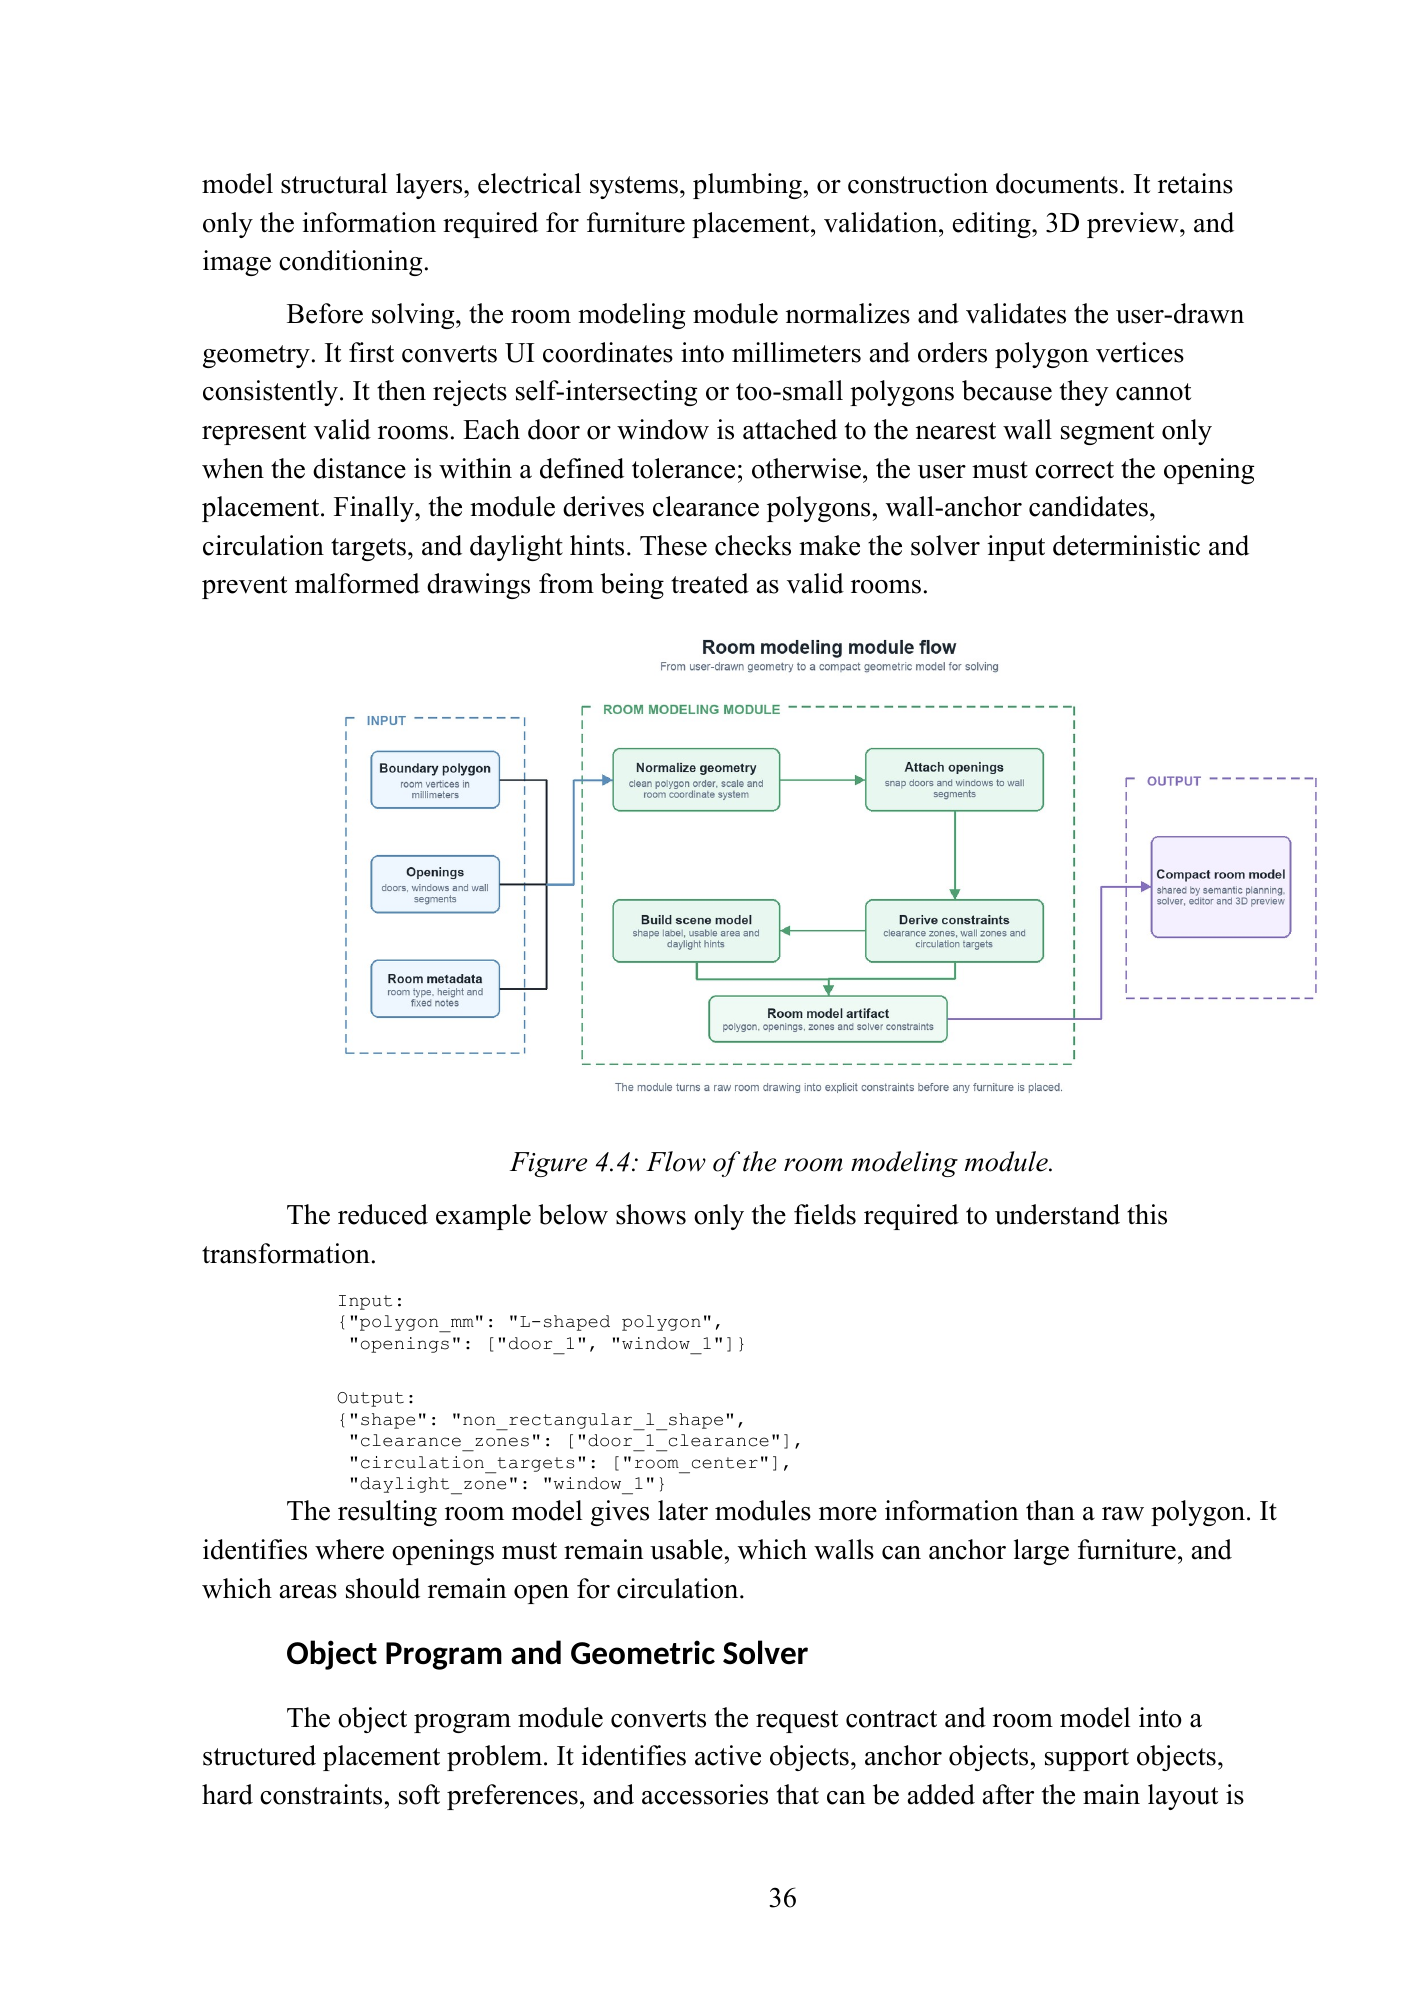 model structural layers, electrical systems, plumbing, or construction documents. It retains
only the information required for furniture placement, validation, editing, 3D preview, and
image conditioning.
Before solving, the room modeling module normalizes and validates the user-drawn
geometry. It first converts UI coordinates into millimeters and orders polygon vertices
consistently. It then rejects self-intersecting or too-small polygons because they cannot
represent valid rooms. Each door or window is attached to the nearest wall segment only
when the distance is within a defined tolerance; otherwise, the user must correct the opening
placement. Finally, the module derives clearance polygons, wall-anchor candidates,
circulation targets, and daylight hints. These checks make the solver input deterministic and
prevent malformed drawings from being treated as valid rooms.
Room modeling module flow
From user-drawn geometry to a compact geometric model for solving
INPUT
Boundary polygon
room vertices in
millimeters
Openings
doors, windows and wall
segments
Room metadata
room type, height and
fixed notes
ROOM MODELING MODULE
Normalize geometry
clean polygon order, scale and
room coordinate system
Attach openings
snap doors and windows to wall
segments
Build scene model
shape label, usable area and
daylight hints
Derive constraints
clearance zones, wall zones and
circulation targets
Room model artifact
polygon, openings, zones and solver constraints
OUTPUT
Compact room model
shared by semantic planning,
solver, editor and 3D preview
The module turns a raw room drawing into explicit constraints before any furniture is placed.
Figure 4.4: Flow of the room modeling module.
The reduced example below shows only the fields required to understand this
transformation.
Input:
{"polygon_mm": "L-shaped polygon",
"openings": ["door_1", "window_1"]}
Output:
{"shape": "non_rectangular_l_shape",
"clearance_zones": ["door_1_clearance"],
"circulation_targets": ["room_center"],
"daylight_zone": "window_1"}
The resulting room model gives later modules more information than a raw polygon. It
identifies where openings must remain usable, which walls can anchor large furniture, and
which areas should remain open for circulation.
Object Program and Geometric Solver
The object program module converts the request contract and room model into a
structured placement problem. It identifies active objects, anchor objects, support objects,
hard constraints, soft preferences, and accessories that can be added after the main layout is
36